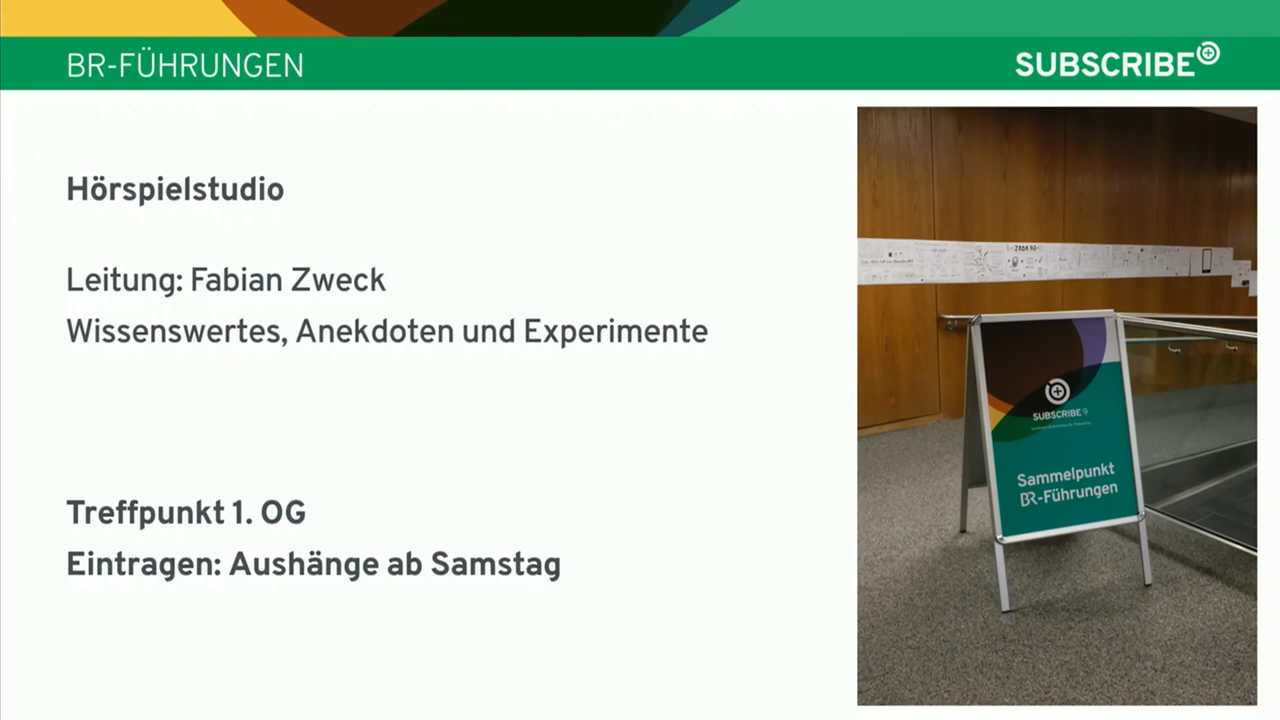 BR-FÜHRUNGEN
SUBSCRIBE
Hörspielstudio
Leitung: Fabian Zweck
Wissenswertes, Anekdoten und Experimente
Treffpunkt 1. OG
Eintragen: Aushänge ab Samstag
SUBSCRIBE 9
Sammelpunkt
BR-Führungen